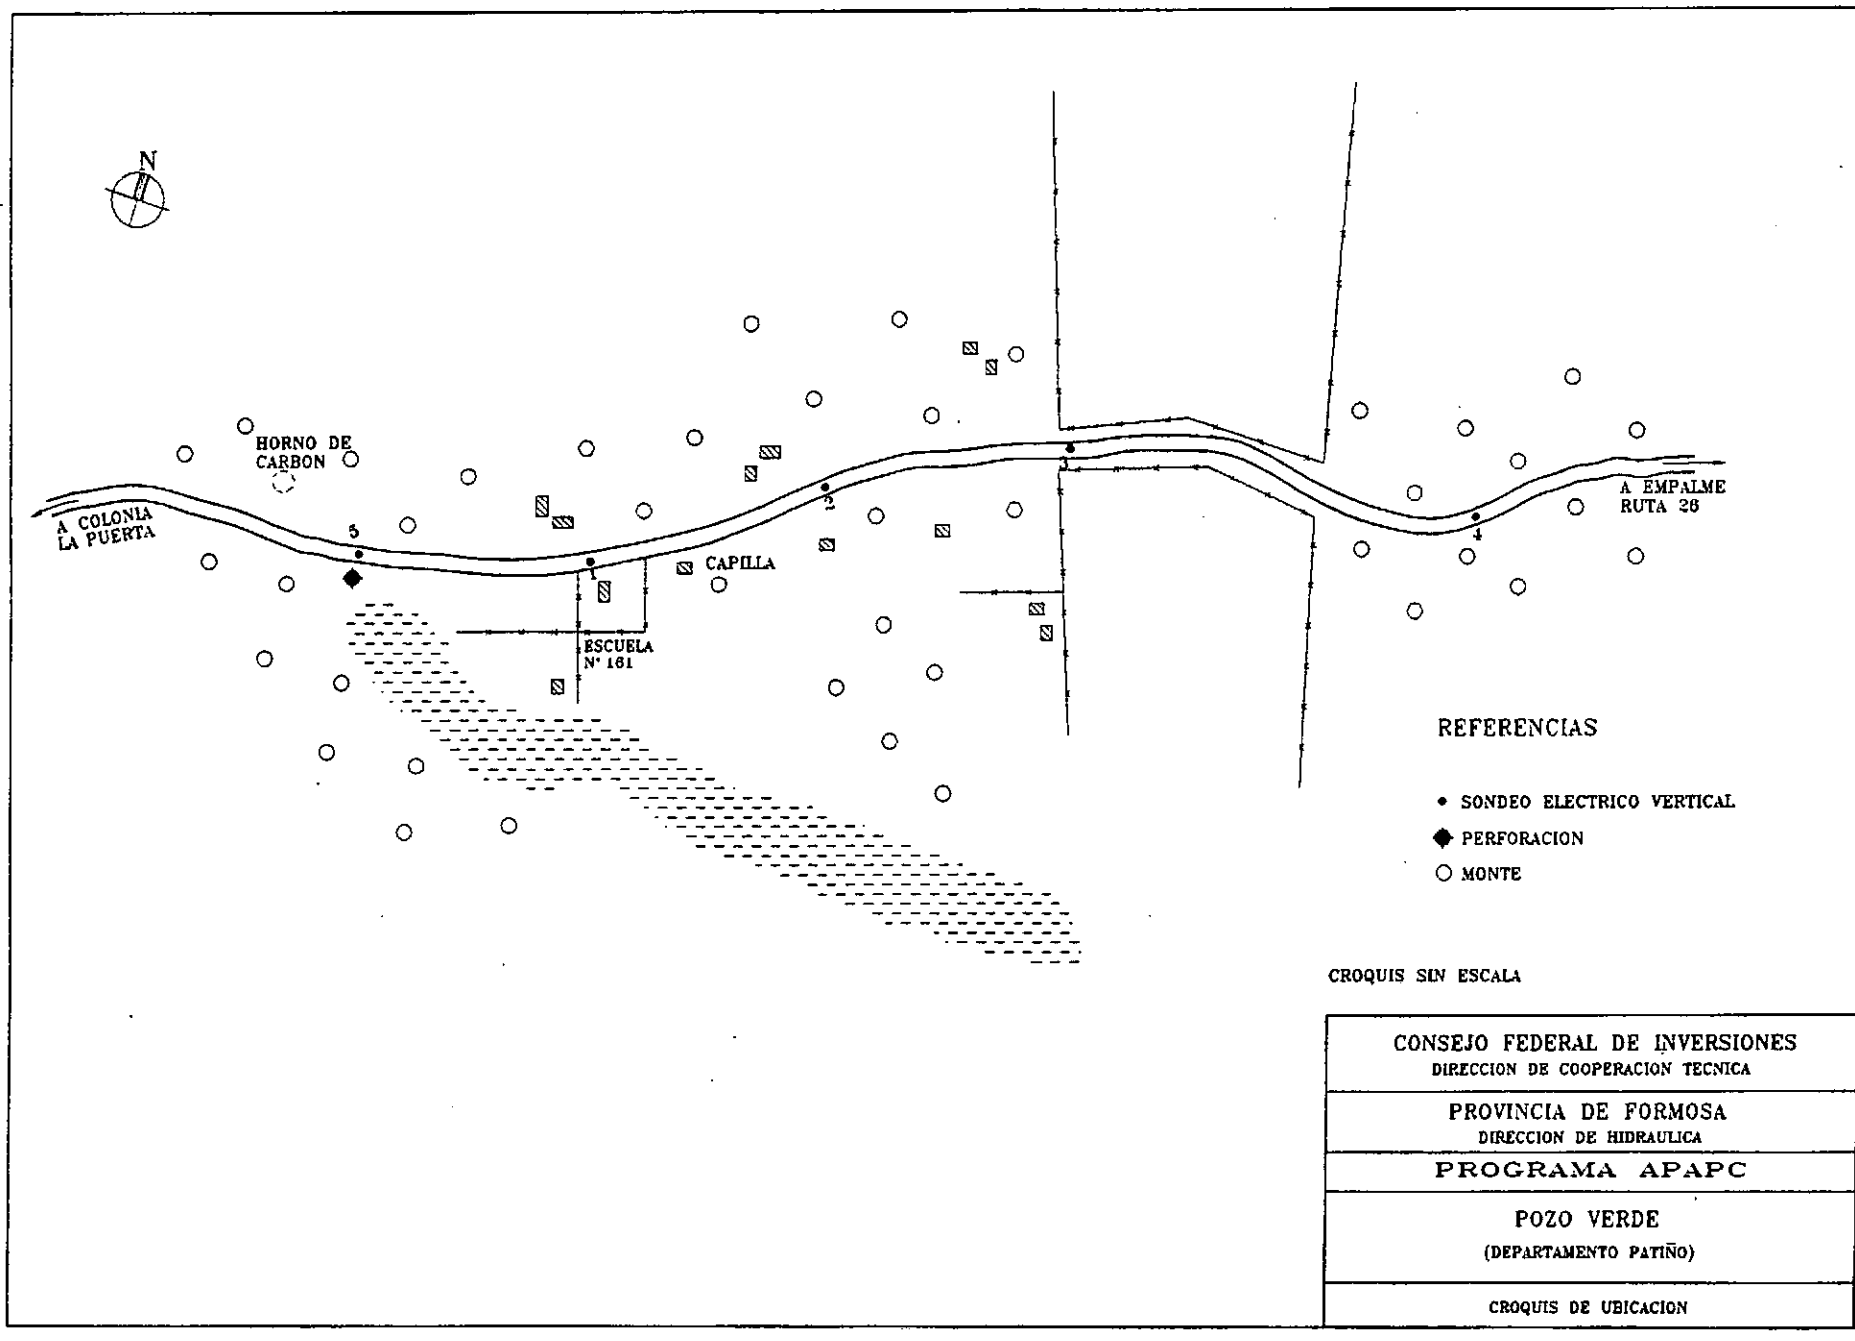 N
HORNO DE
CARBON
A COLONIA
LA PUERTA
5
1
2
3
4
A EMPALME
RUTA 26
CAPILLA
ESCUELA
N° 161
REFERENCIAS
SONDEO ELECTRICO VERTICAL
PERFORACION
MONTE
CROQUIS SIN ESCALA
CONSEJO FEDERAL DE INVERSIONES
DIRECCION DE COOPERACION TECNICA
PROVINCIA DE FORMOSA
DIRECCION DE HIDRAULICA
PROGRAMA APAPC
POZO VERDE
(DEPARTAMENTO PATIÑO)
CROQUIS DE UBICACION